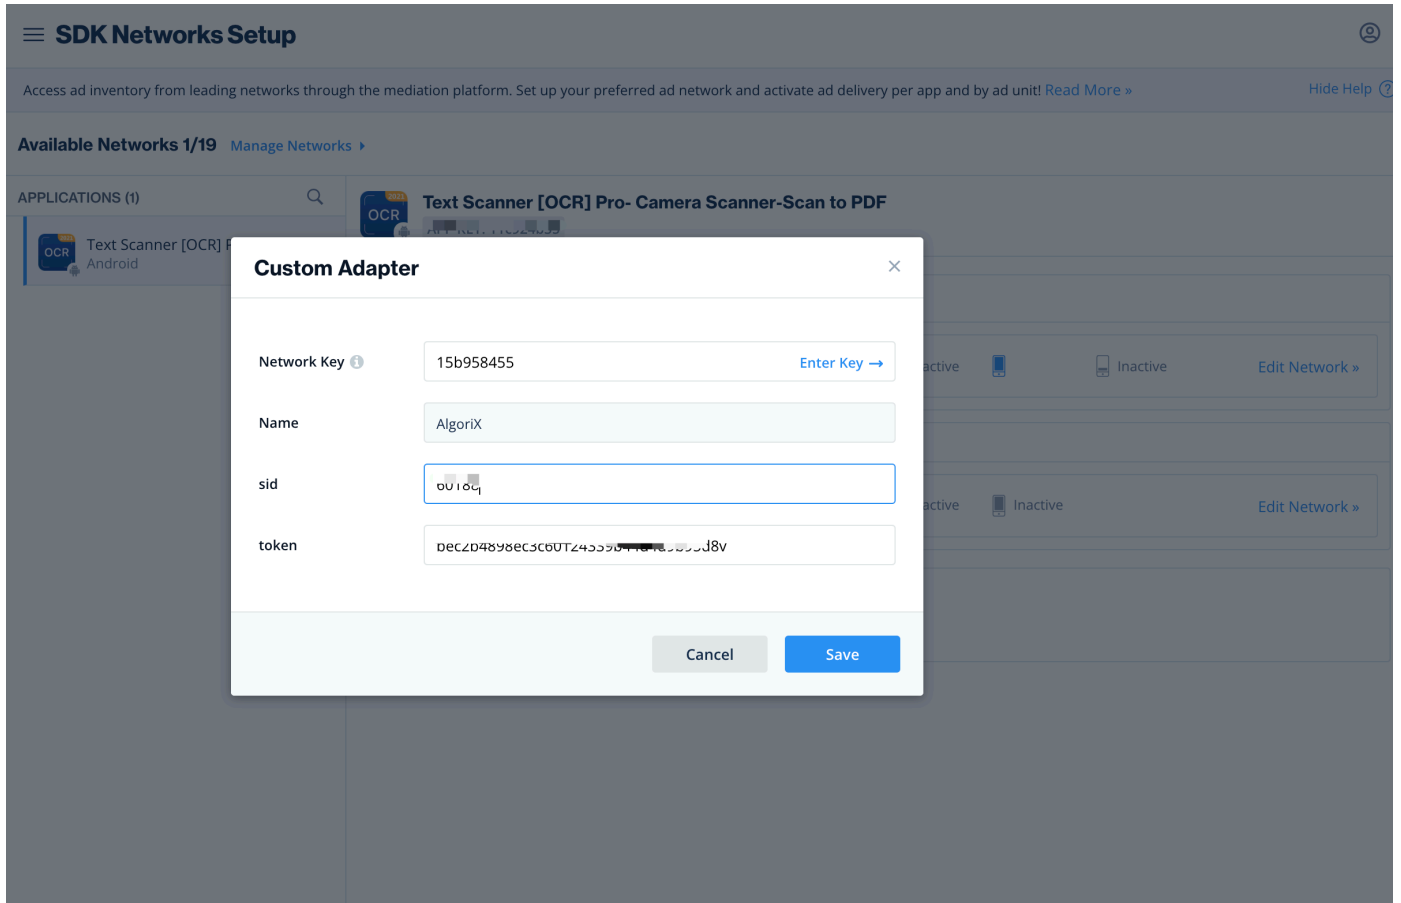 SDK Networks Setup
Access ad inventory from leading networks through the mediation platform. Set up your preferred ad network and activate ad delivery per app and by ad unit! Read More »
Hide Help ?
Available Networks 1/19 Manage Networks
APPLICATIONS (1)
OCR
Text Scanner [OCR]
Android
2021
OCR
Text Scanner [OCR] Pro- Camera Scanner-Scan to PDF
Custom Adapter
Network Key
15b958455
Enter Key →
Name
AlgoriX
sid
token
Cancel
Save
active
Inactive
Edit Network »
active
Inactive
Edit Network »